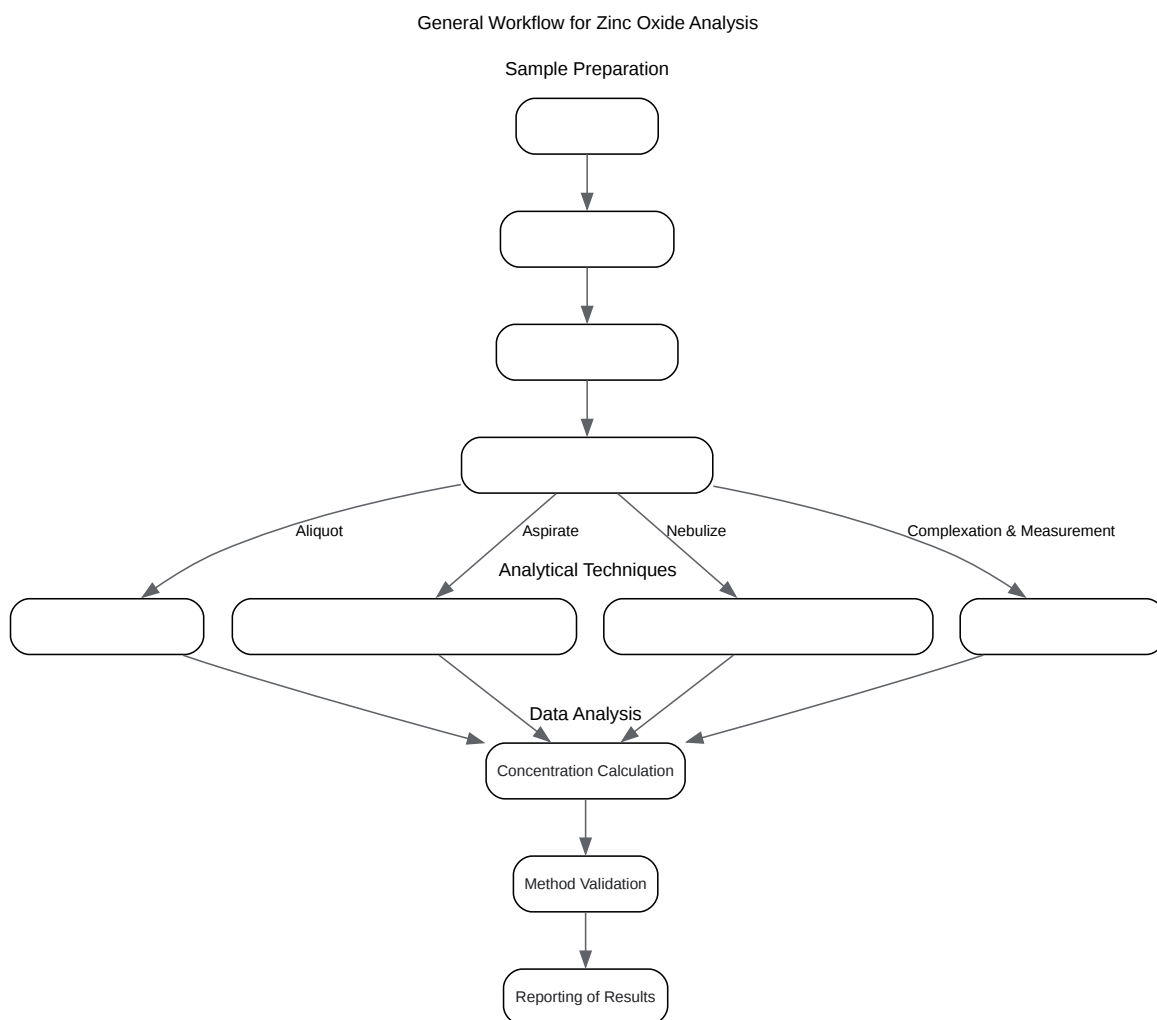 General Workflow for Zinc Oxide Analysis
Sample Preparation
Aliquot
Aspirate
Nebulize
Complexation & Measurement
Analytical Techniques
Data Analysis
Concentration Calculation
Method Validation
Reporting of Results